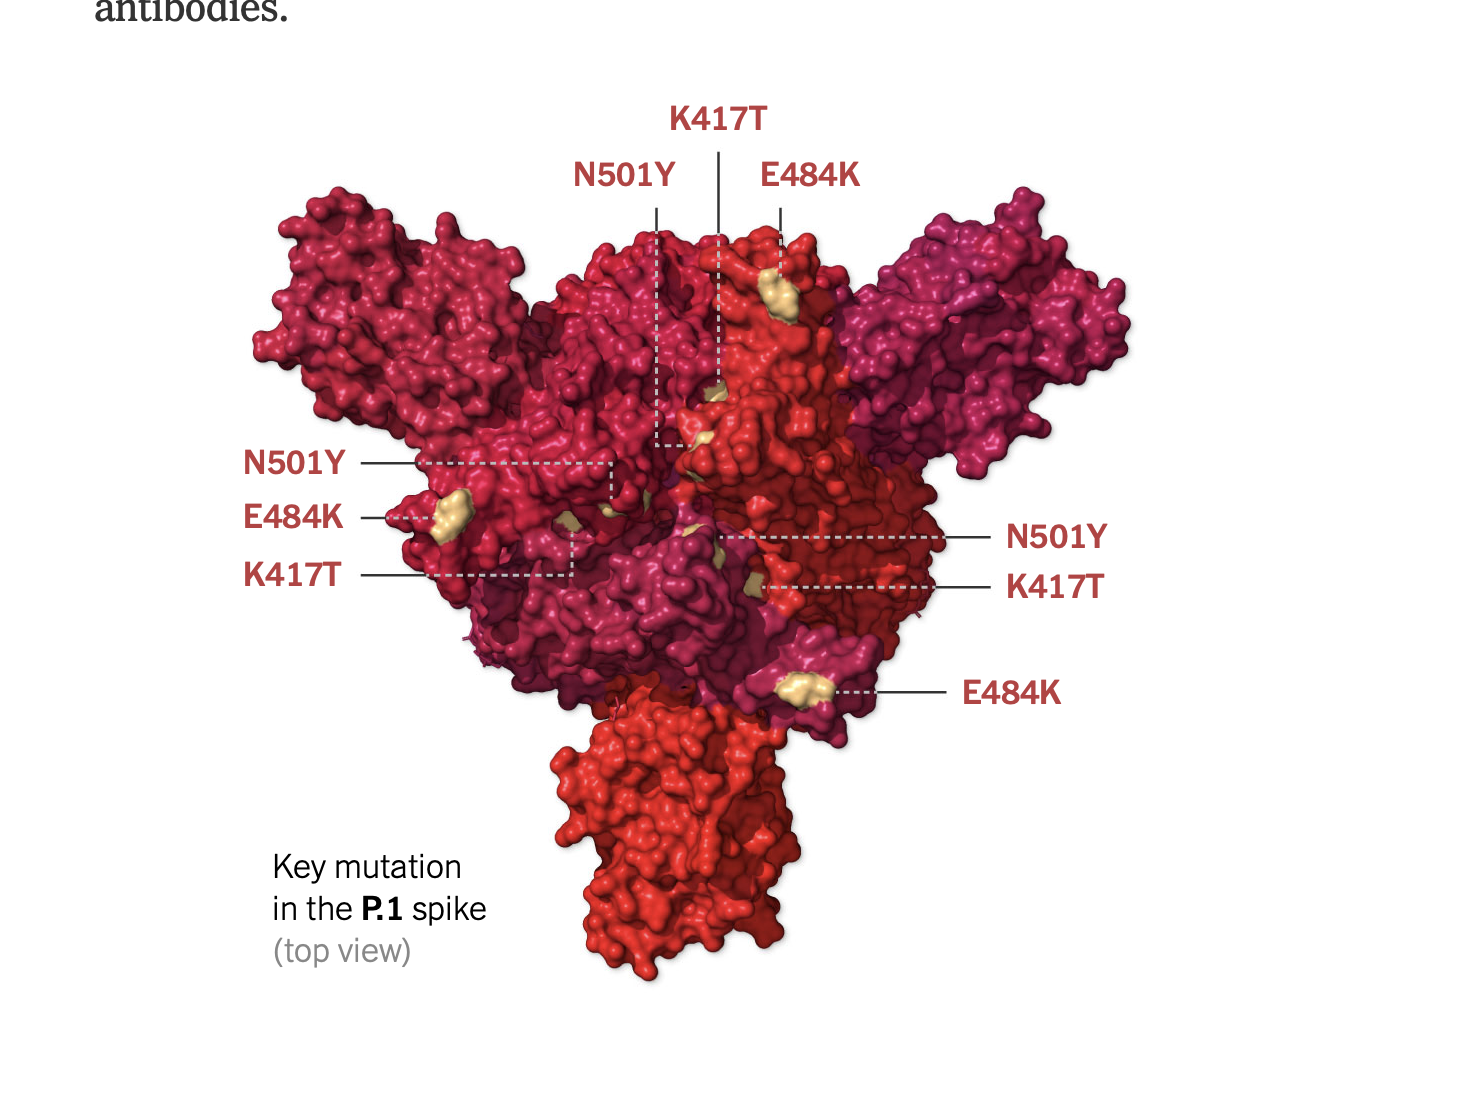 antibodies.
K417T
N501Y
E484K
N501Y
E484K
K417T
N501Y
K417T
E484K
Key mutation
in the P.1 spike
(top view)